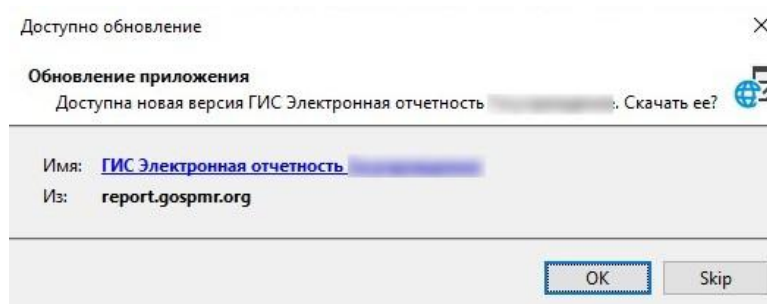 Доступно обновление
Обновление приложения
Доступна новая версия ГИС Электронная отчетность . Скачать ее?
Имя: ГИС Электронная отчетность
Из: report.gospmr.org
OK Skip